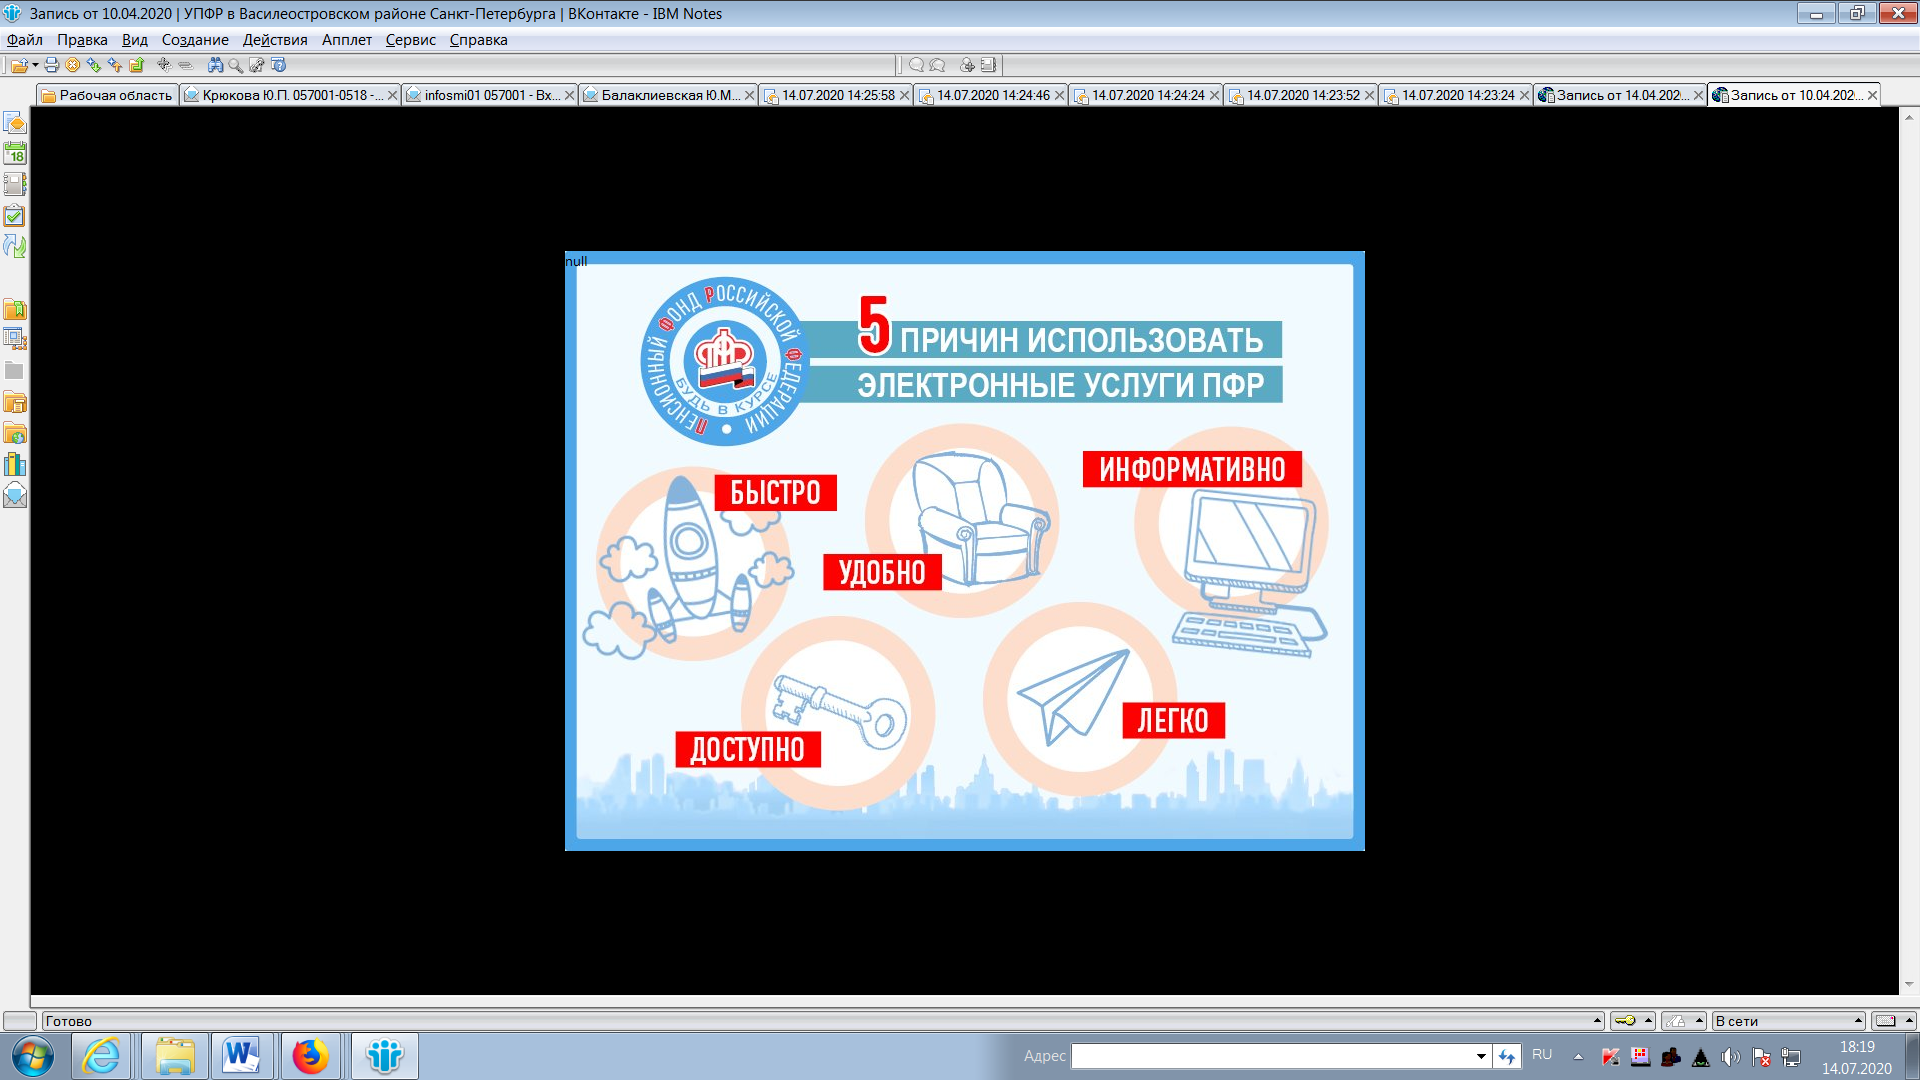 Запись от 10.04.2020 | УПФР в Василеостровском районе Санкт-Петербурга | ВКонтакте - IBM Notes
Файл Правка Вид Создание Действия Апплет Сервис Справка
Рабочая область Крюкова Ю.П. 057001-0518 -... infosmi01 057001 - Вх... Балаклиевская Ю.М... 14.07.2020 14:25:58 14.07.2020 14:24:46 14.07.2020 14:24:24 14.07.2020 14:23:52 14.07.2020 14:23:24 Запись от 14.04.202... Запись от 10.04.202...
18
null
ПЕНСИОННЫЙ ФОНД РОССИЙСКОЙ ФЕДЕРАЦИИ
ПФР
БУДЬ В КУРСЕ
5 ПРИЧИН ИСПОЛЬЗОВАТЬ
ЭЛЕКТРОННЫЕ УСЛУГИ ПФР
БЫСТРО
УДОБНО
ИНФОРМАТИВНО
ДОСТУПНО
ЛЕГКО
Готово
В сети
Адрес
RU
18:19
14.07.2020